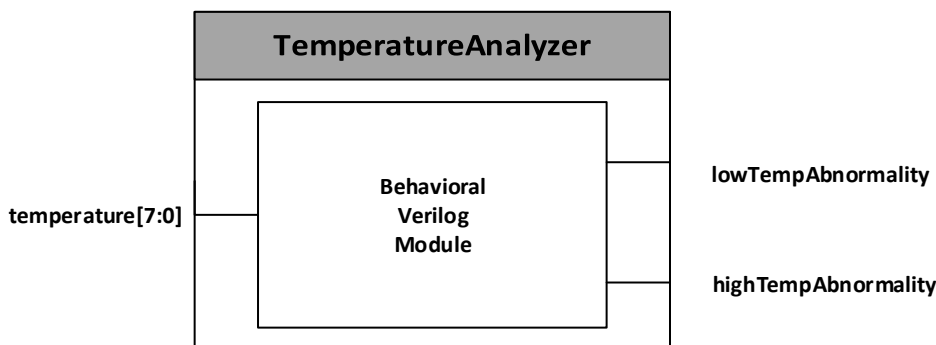 TemperatureAnalyzer
temperature[7:0]
Behavioral
Verilog
Module
lowTempAbnormality
highTempAbnormality